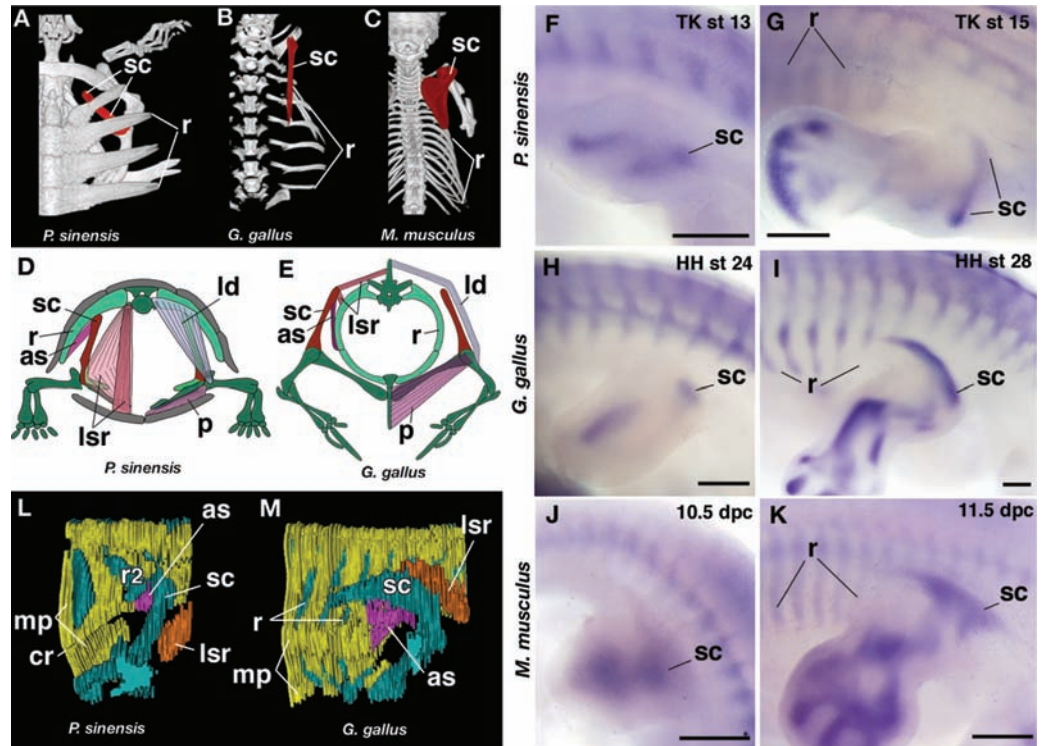 A
sc
r
P. sinensis
B
sc
r
G. gallus
C
sc
r
M. musculus
D
sc
r
as
ld
lsr
p
P. sinensis
E
sc
as
lsr
ld
r
p
G. gallus
L
as
r2
sc
mp
cr
lsr
P. sinensis
M
lsr
sc
r
as
mp
G. gallus
P. sinensis
F
TK st 13
sc
G
r
TK st 15
sc
G. gallus
H
HH st 24
sc
I
HH st 28
r
sc
M. musculus
J
10.5 dpc
sc
K
11.5 dpc
r
sc